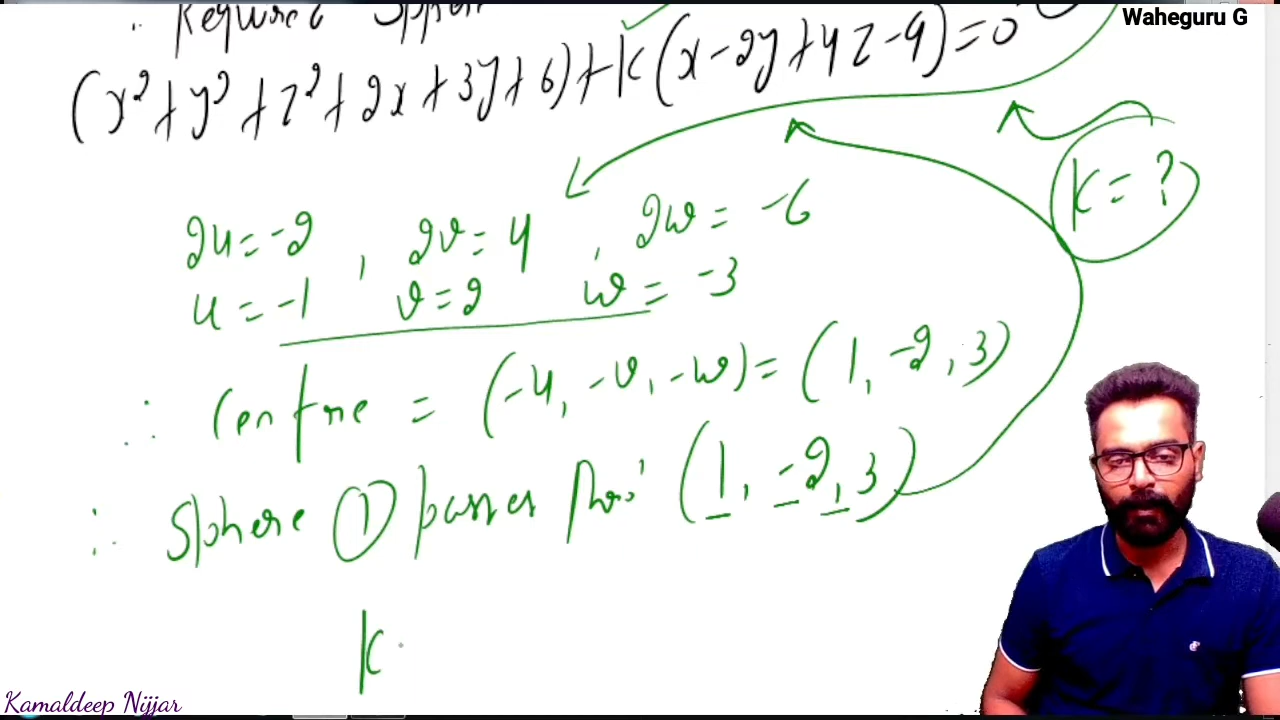 ∴ Required Sphere
Waheguru G
(x²+y²+z²+2x+3y+6)+k(x-2y+4z-9)=0
k=?
2u=-2, 2v=4, 2w=-6
u=-1 v=2 w=-3
∴ Centre = (-u,-v,-w)=(1,-2,3)
∴ Sphere ① passes thro' (1,-2,3)
k
Kamaldeep Nijjar